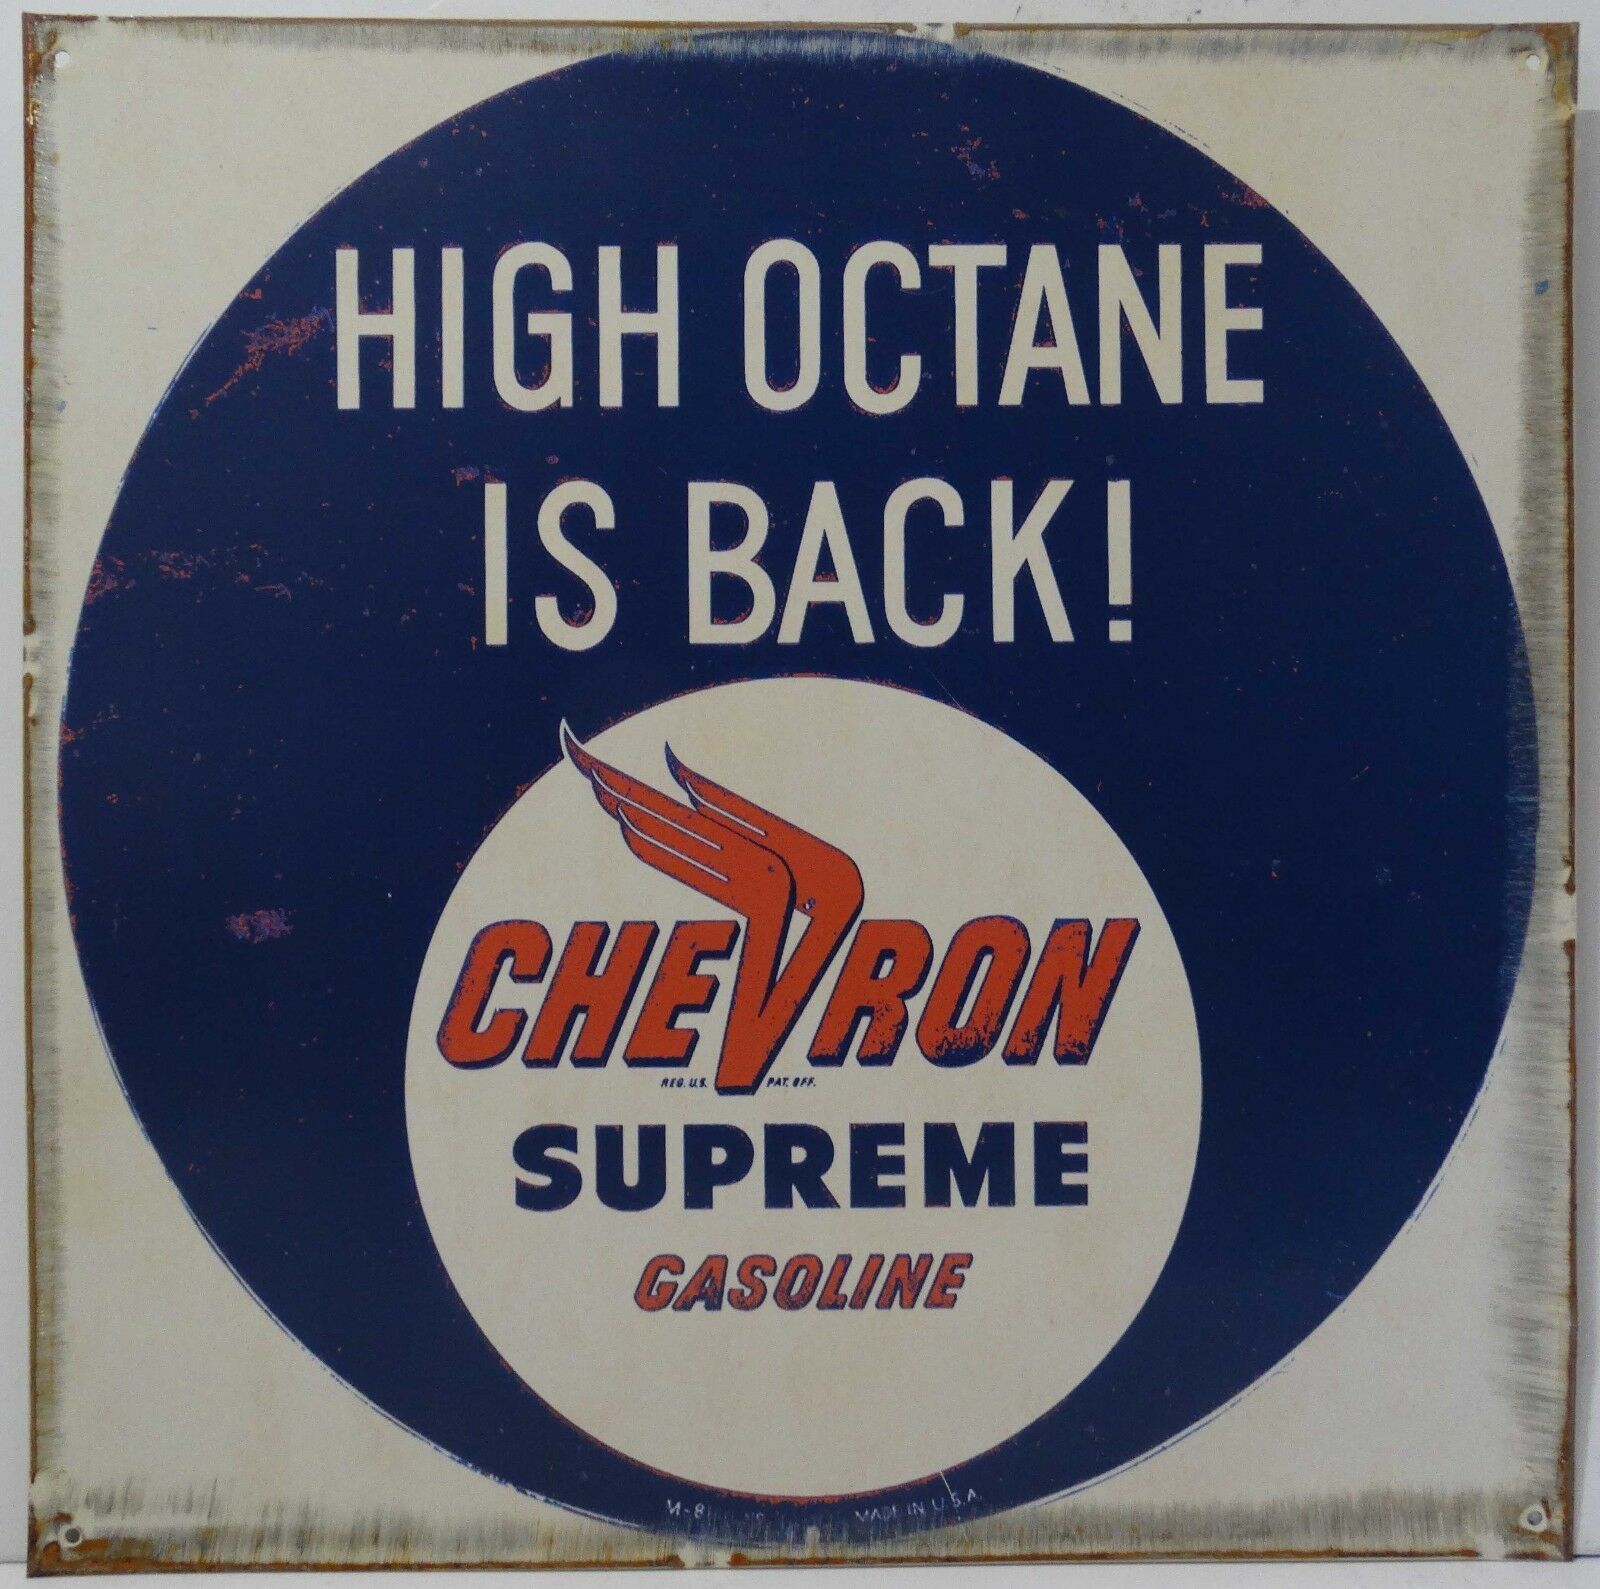 HIGH OCTANE
IS BACK!
CHEVRON
REG. U.S. PAT. OFF.
SUPREME
GASOLINE
MADE IN U.S.A.